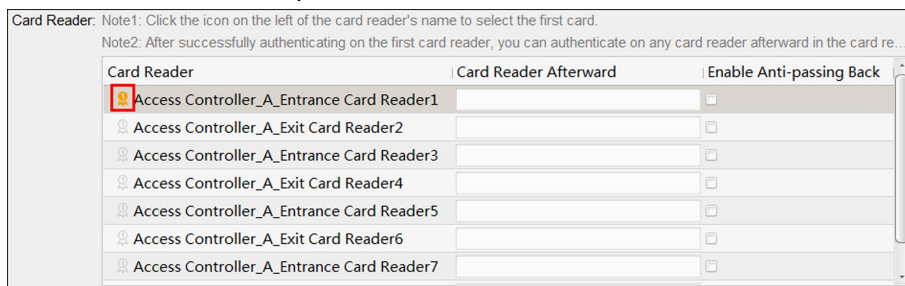 Card Reader: Note1: Click the icon on the left of the card reader's name to select the first card.
Note2: After successfully authenticating on the first card reader, you can authenticate on any card reader afterward in the card re...
Card Reader Card Reader Afterward Enable Anti-passing Back
Access Controller_A_Entrance Card Reader1
Access Controller_A_Exit Card Reader2
Access Controller_A_Entrance Card Reader3
Access Controller_A_Exit Card Reader4
Access Controller_A_Entrance Card Reader5
Access Controller_A_Exit Card Reader6
Access Controller_A_Entrance Card Reader7